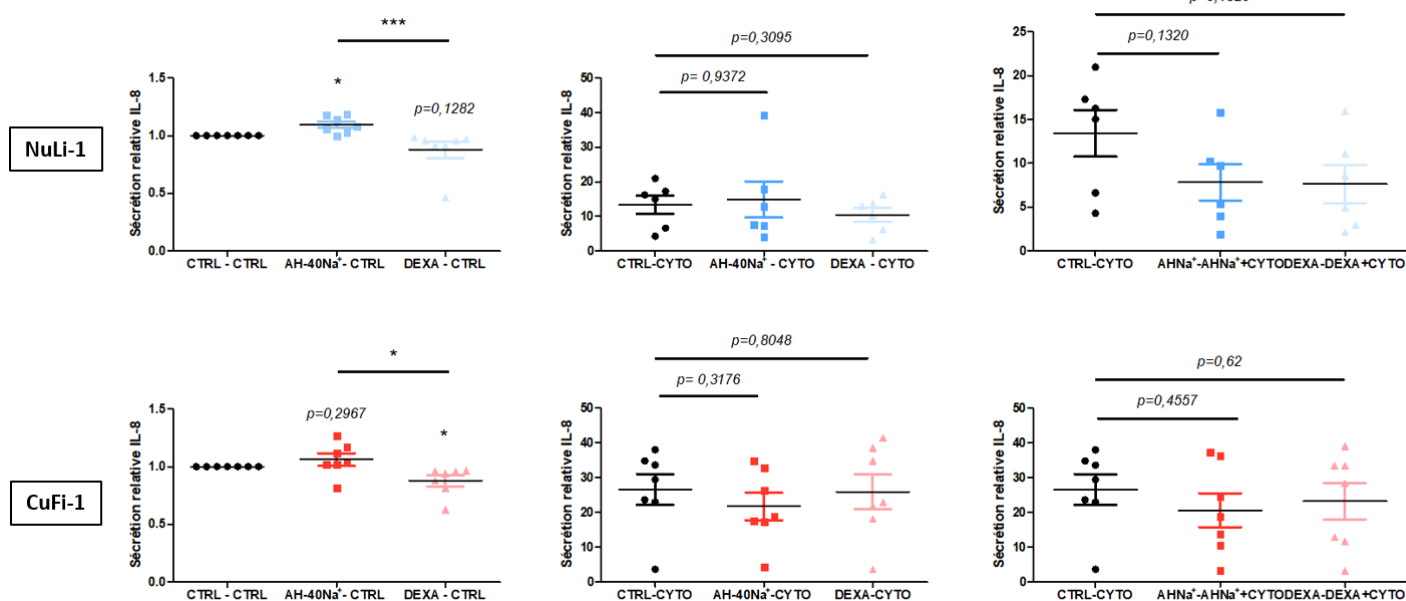 ***
Sécrétion relative IL-8
1.5
1.0
0.5
0.0
*
p=0,1282
CTRL - CTRL
AH-40Na+- CTRL
DEXA - CTRL
NuLi-1
p=0,3095
p= 0,9372
Sécrétion relative IL-8
50
40
30
20
10
0
CTRL-CYTO
AH-40Na+ - CYTO
DEXA - CYTO
p=0,1320
Sécrétion relative IL-8
25
20
15
10
5
0
CTRL-CYTO
AHNa+-AHNa++CYTO
DEXA-DEXA+CYTO
*
Sécrétion relative IL-8
1.5
1.0
0.5
0.0
p=0,2967
*
CTRL - CTRL
AH-40Na+- CTRL
DEXA - CTRL
CuFi-1
p=0,8048
p= 0,3176
Sécrétion relative IL-8
50
40
30
20
10
0
CTRL-CYTO
AH-40Na+-CYTO
DEXA-CYTO
p=0,62
p=0,4557
Sécrétion relative IL-8
50
40
30
20
10
0
CTRL-CYTO
AHNa+-AHNa++CYTO
DEXA-DEXA+CYTO